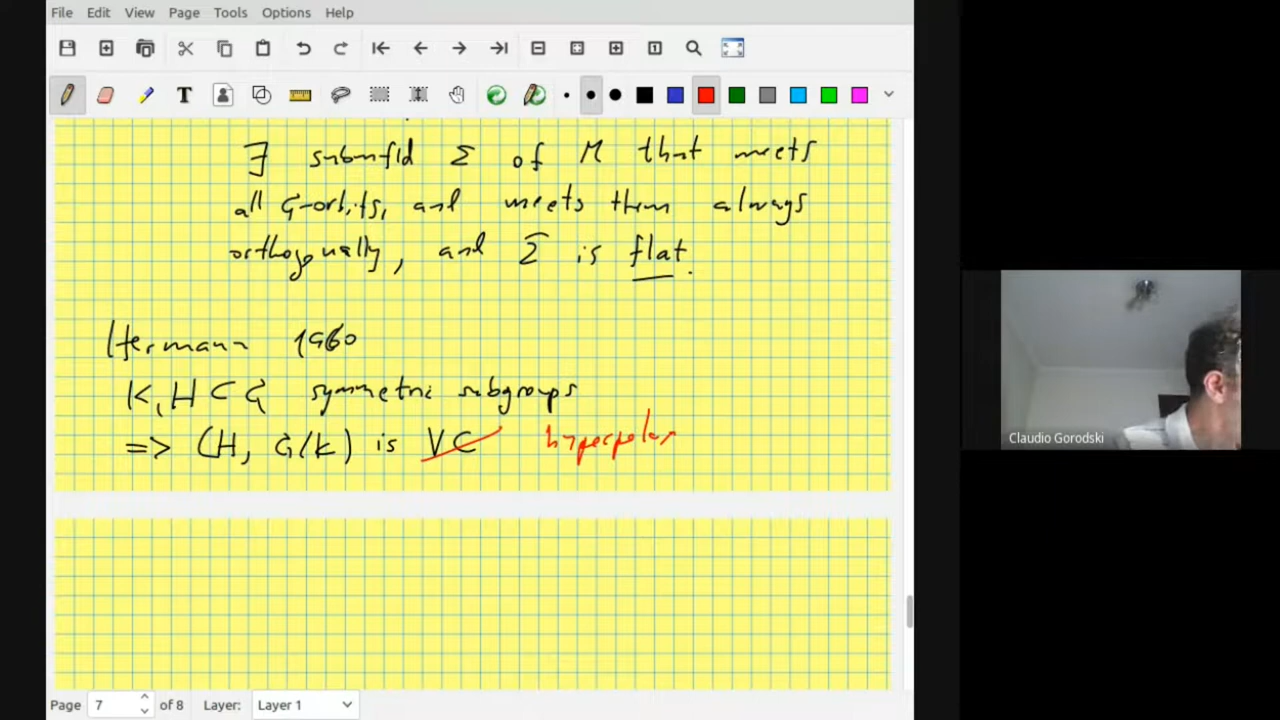 File Edit View Page Tools Options Help
∃ submfld Σ of M that meets
all G-orbits, and meets them always
orthogonally, and Σ is flat.
Hermann 1960
K, H ⊂ G symmetric subgroups
=> (H, G/K) is VC hyperpolar
Claudio Gorodski
Page 7 of 8 Layer: Layer 1